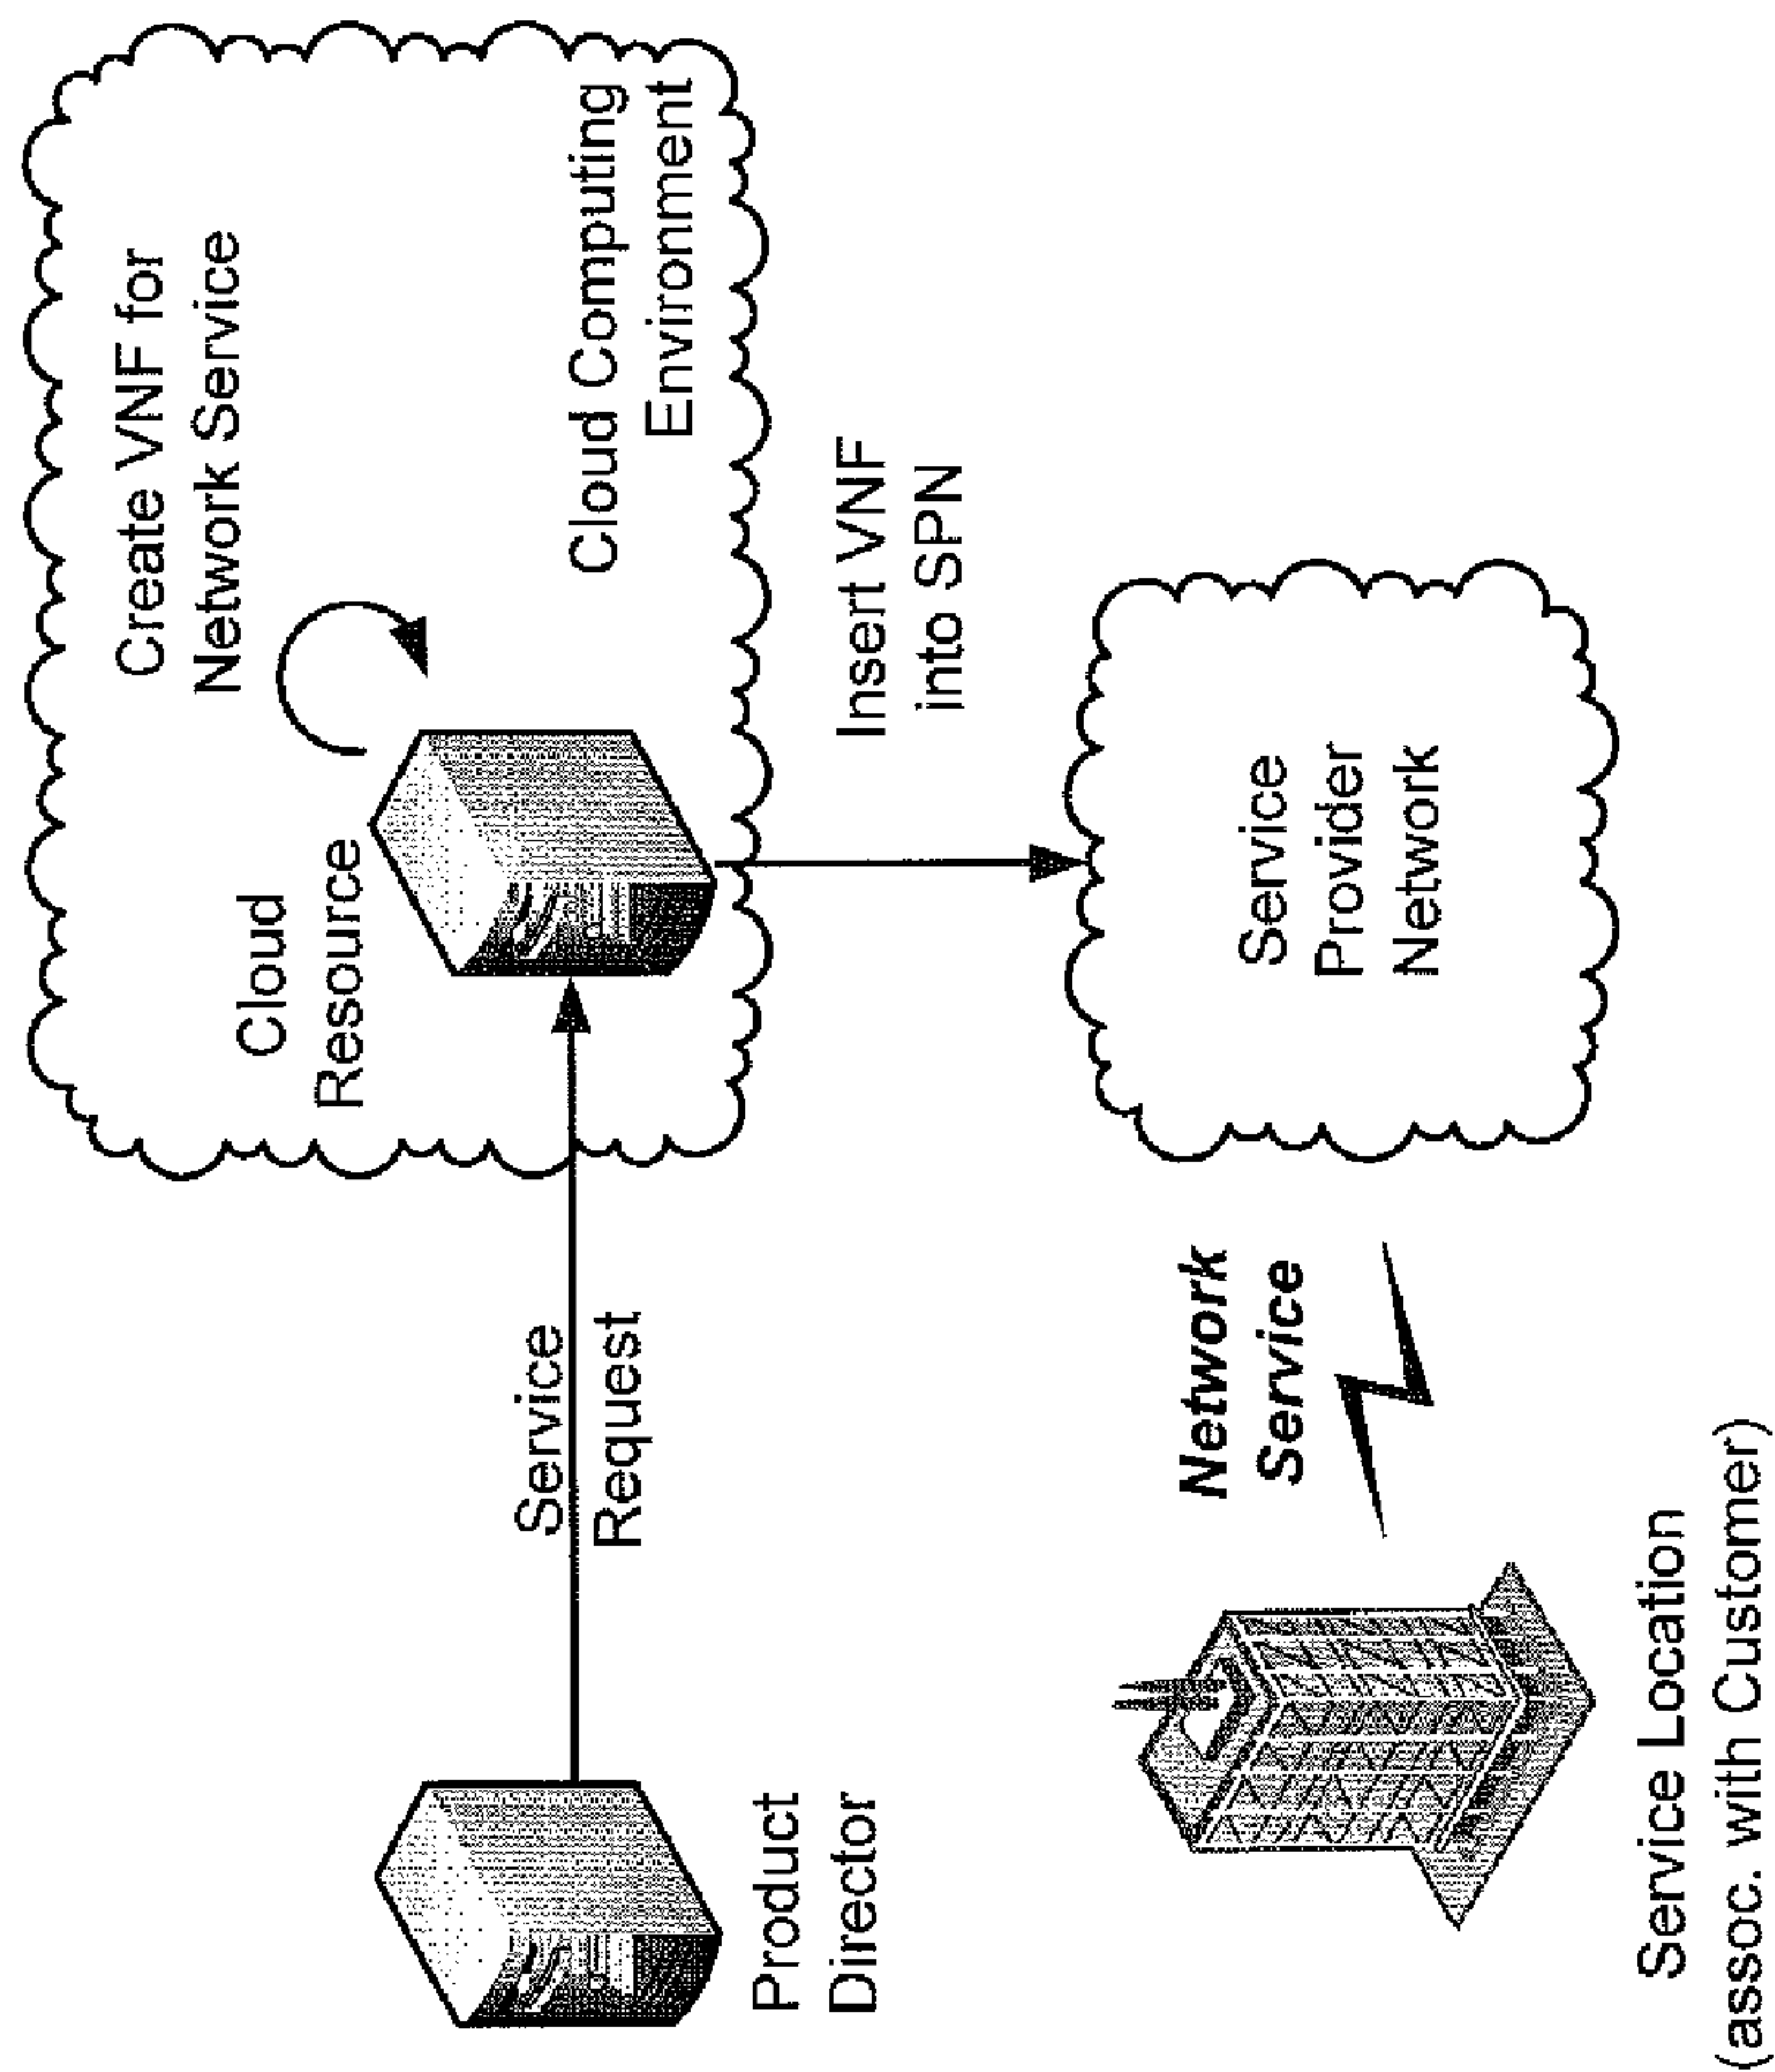 Create VNF for
Network Service
Cloud
Resource
Cloud Computing
Environment
Service
Request
Product
Director
Insert VNF
into SPN
Service
Provider
Network
Network
Service
Service Location
(assoc. with Customer)